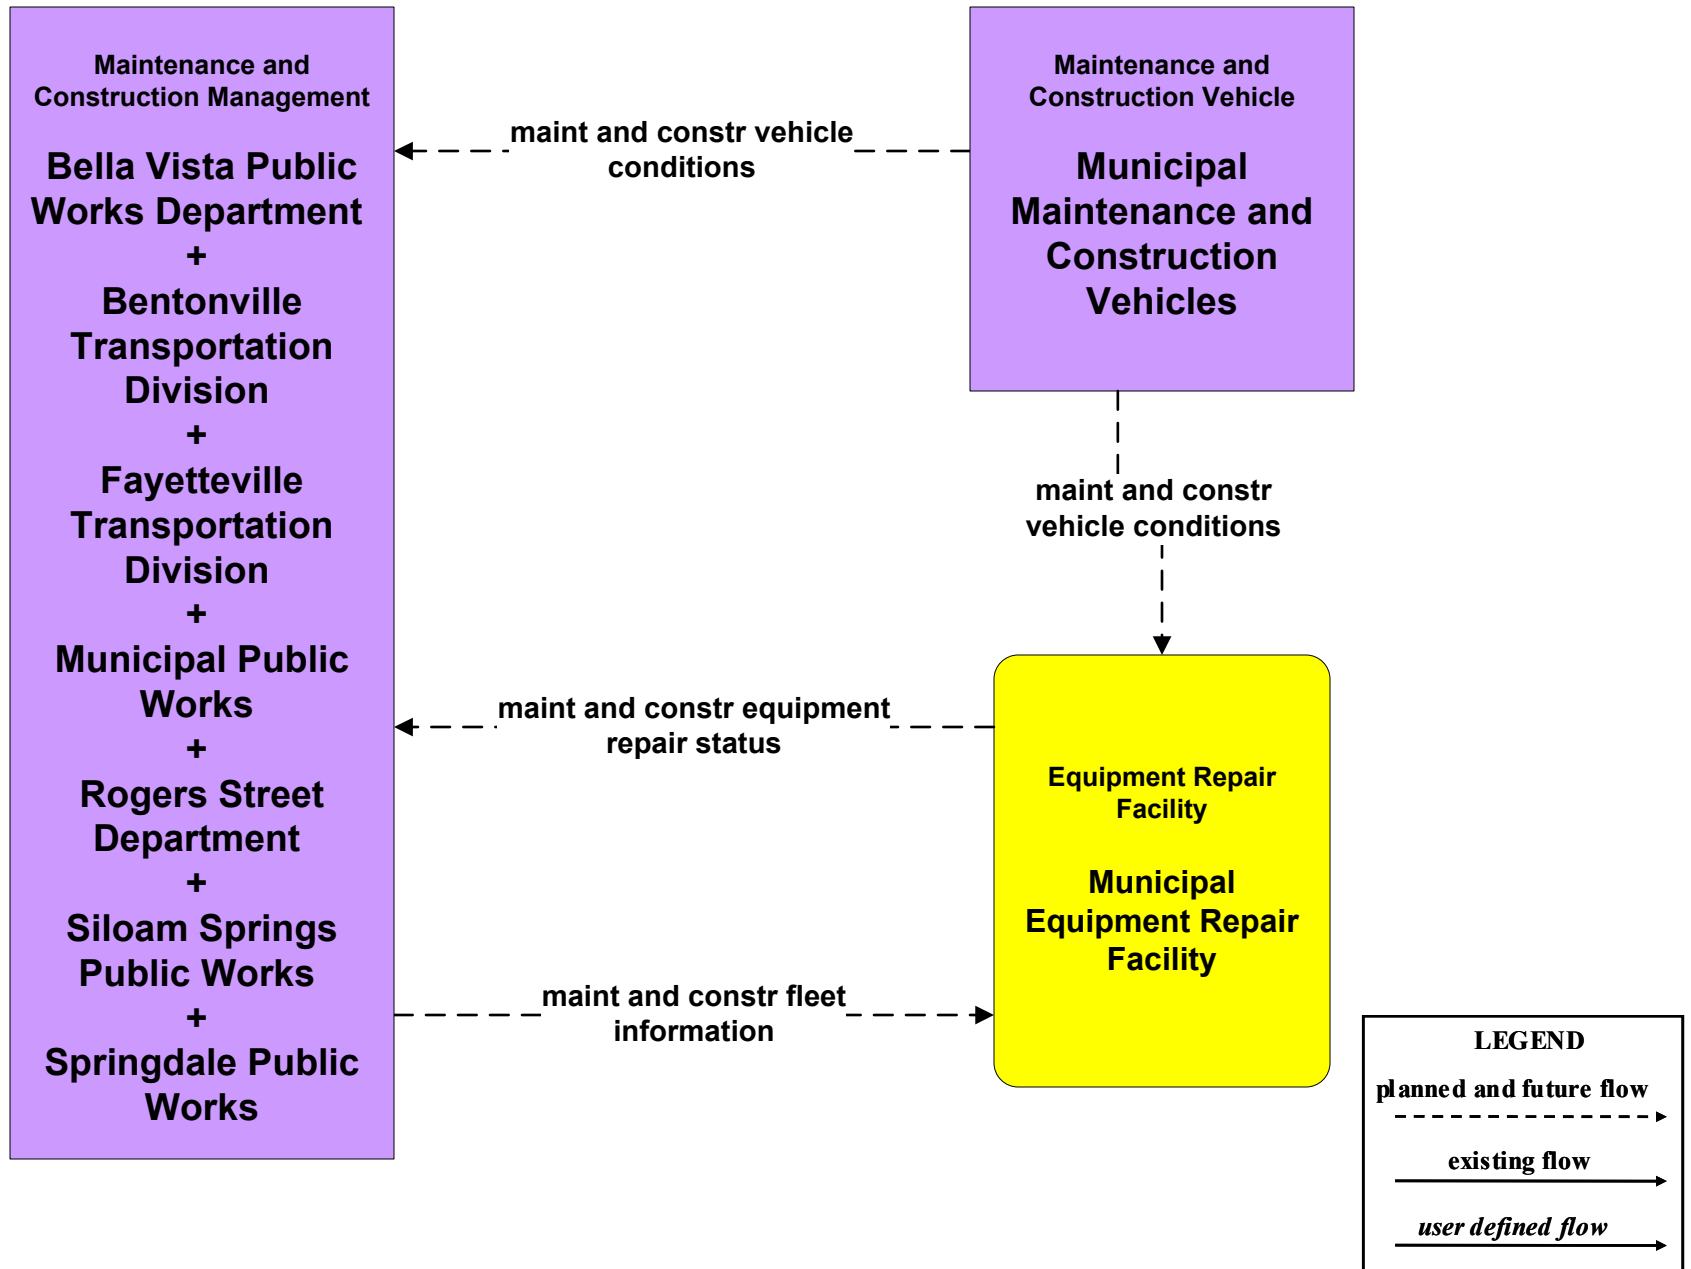 Maintenance and
Construction Management
Bella Vista Public
Works Department
+
Bentonville
Transportation
Division
+
Fayetteville
Transportation
Division
+
Municipal Public
Works
+
Rogers Street
Department
+
Siloam Springs
Public Works
+
Springdale Public
Works
maint and constr vehicle
conditions
Maintenance and
Construction Vehicle
Municipal
Maintenance and
Construction
Vehicles
maint and constr
vehicle conditions
maint and constr equipment
repair status
Equipment Repair
Facility
Municipal
Equipment Repair
Facility
maint and constr fleet
information
LEGEND
planned and future flow
existing flow
user defined flow